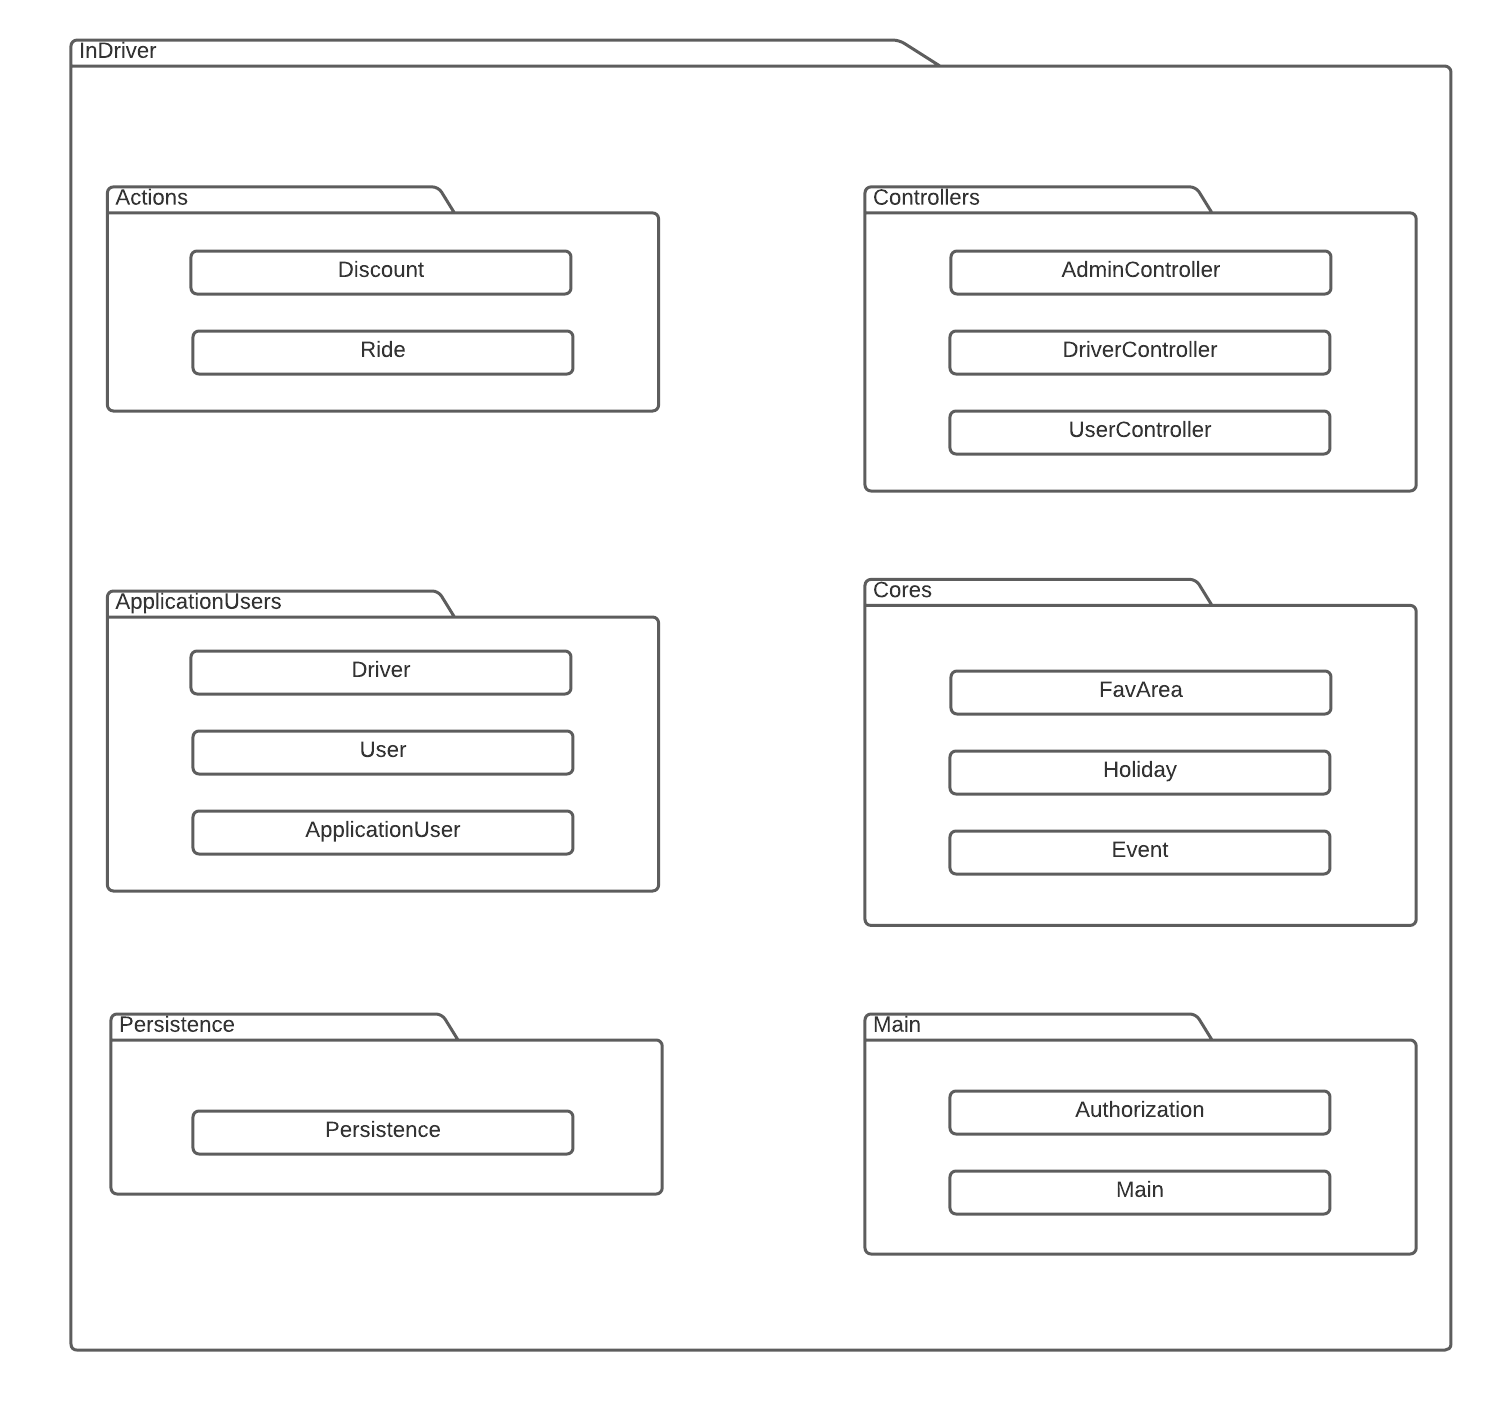 InDriver
Actions
Discount
Ride
Controllers
AdminController
DriverController
UserController
ApplicationUsers
Driver
User
ApplicationUser
Cores
FavArea
Holiday
Event
Persistence
Persistence
Main
Authorization
Main